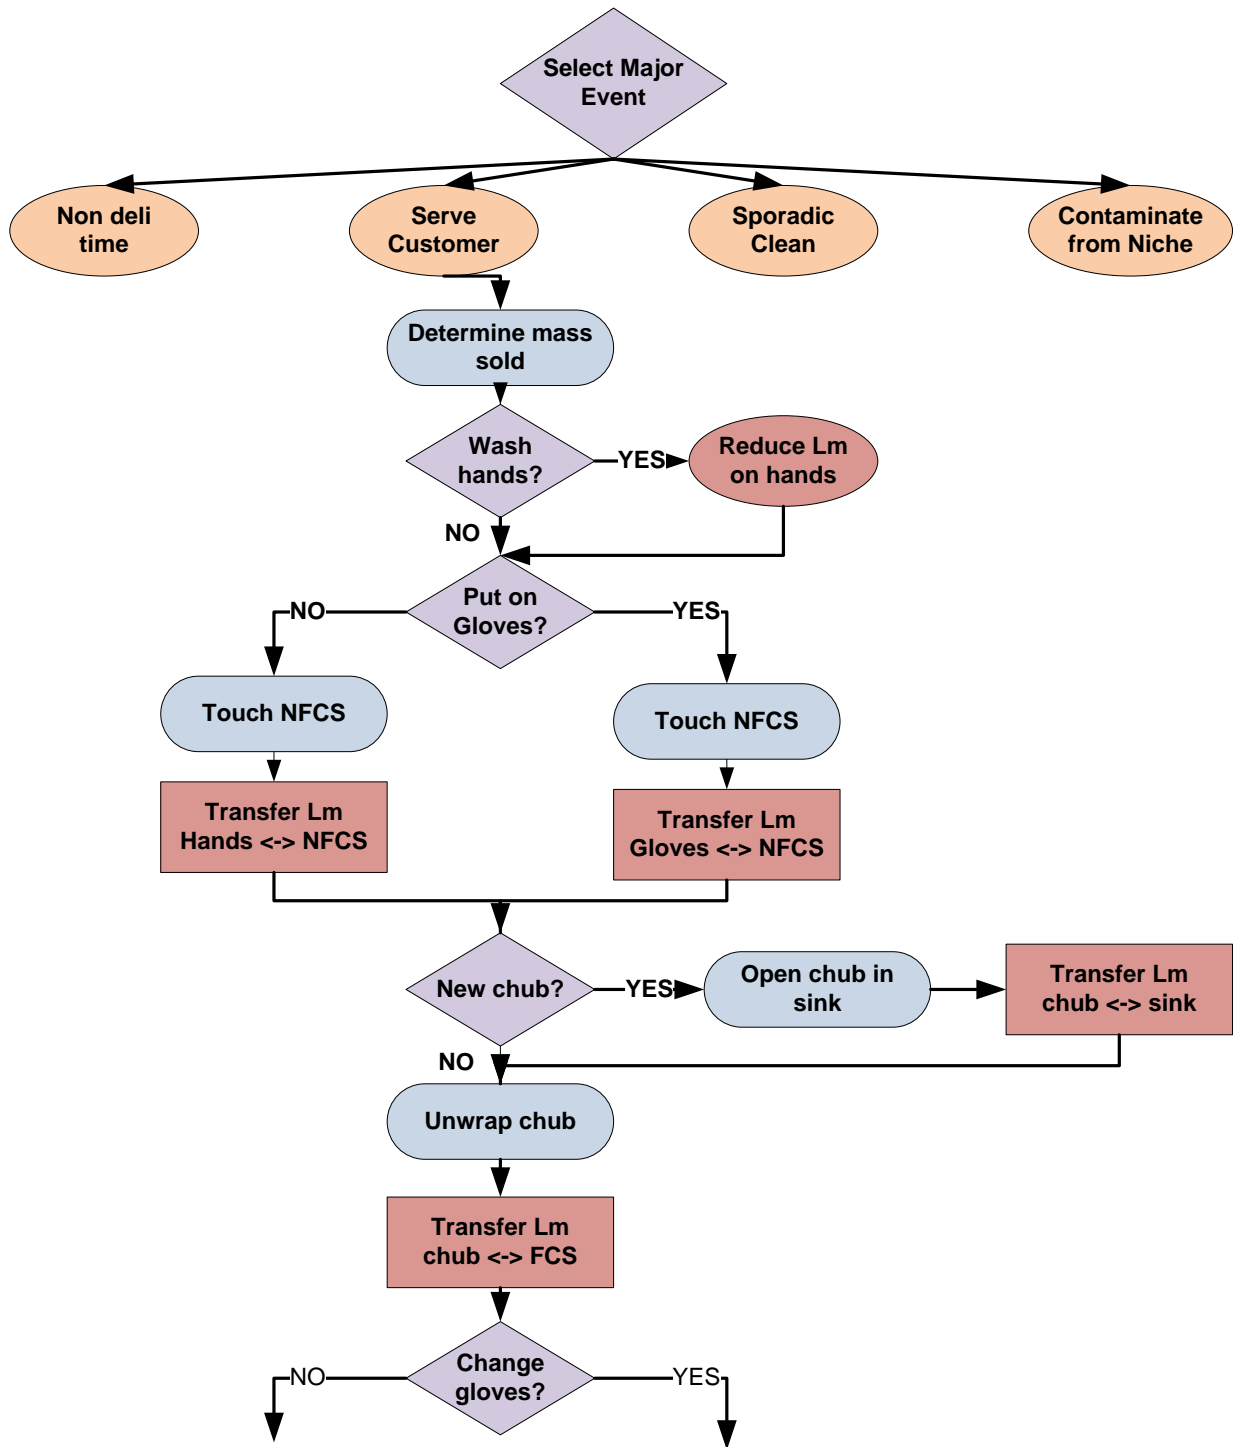 Select Major
Event
Non deli
time
Serve
Customer
Sporadic
Clean
Contaminate
from Niche
Determine mass
sold
Wash
hands?
YES
Reduce Lm
on hands
NO
Put on
Gloves?
NO
YES
Touch NFCS
Touch NFCS
Transfer Lm
Hands <-> NFCS
Transfer Lm
Gloves <-> NFCS
New chub?
YES
Open chub in
sink
Transfer Lm
chub <-> sink
NO
Unwrap chub
Transfer Lm
chub <-> FCS
Change
gloves?
NO
YES